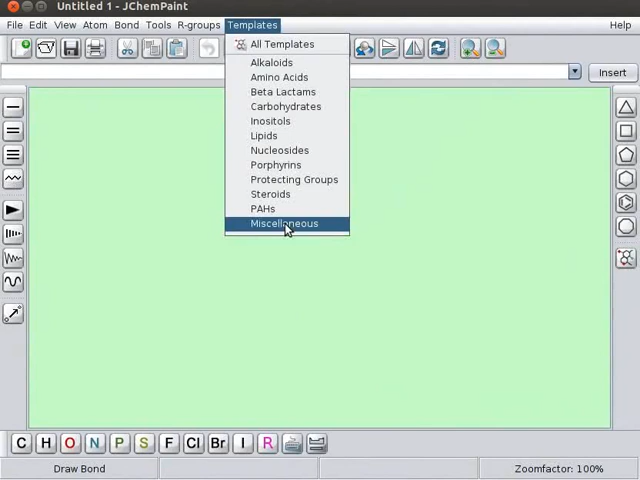 Untitled 1 - JChemPaint
File Edit View Atom Bond Tools R-groups Templates Help
All Templates
Insert
Alkaloids
Amino Acids
Beta Lactams
Carbohydrates
Inositols
Lipids
Nucleosides
Porphyrins
Protecting Groups
Steroids
PAHs
Miscellaneous
C H O N P S F Cl Br I R
Draw Bond Zoomfactor: 100%